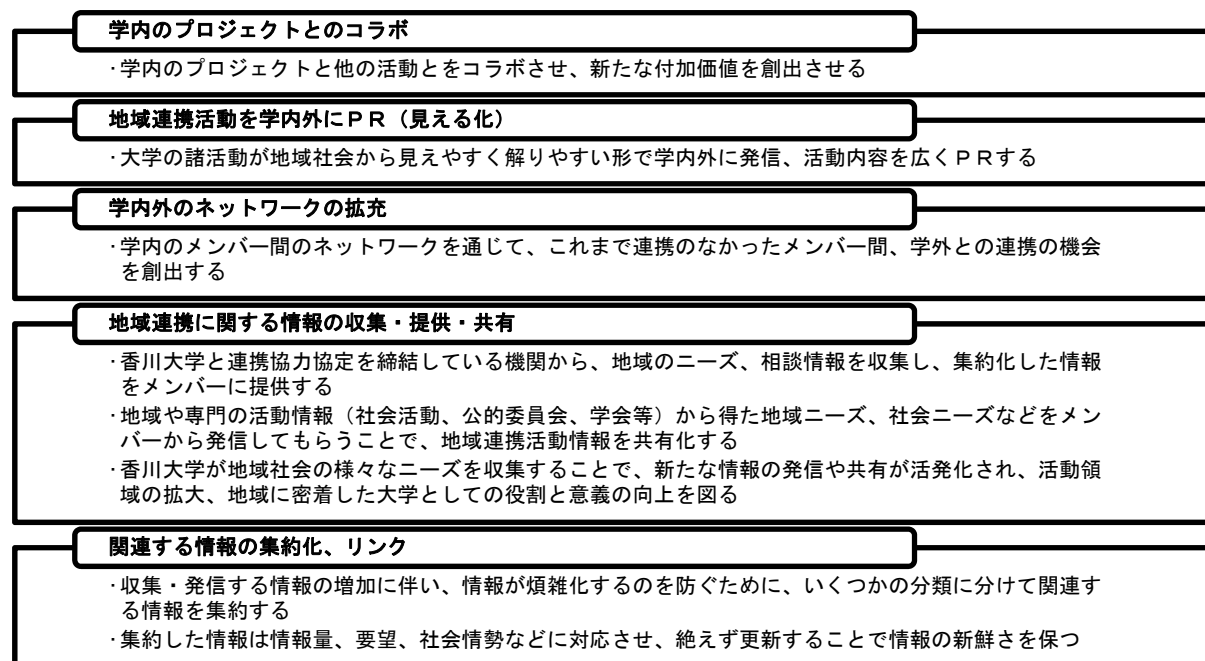 学内のプロジェクトとのコラボ
・学内のプロジェクトと他の活動とをコラボさせ、新たな付加価値を創出させる
地域連携活動を学内外にＰＲ（見える化）
・大学の諸活動が地域社会から見えやすく解りやすい形で学内外に発信、活動内容を広くＰＲする
学内外のネットワークの拡充
・学内のメンバー間のネットワークを通じて、これまで連携のなかったメンバー間、学外との連携の機会
を創出する
地域連携に関する情報の収集・提供・共有
・香川大学と連携協力協定を締結している機関から、地域のニーズ、相談情報を収集し、集約化した情報
をメンバーに提供する
・地域や専門の活動情報（社会活動、公的委員会、学会等）から得た地域ニーズ、社会ニーズなどをメン
バーから発信してもらうことで、地域連携活動情報を共有化する
・香川大学が地域社会の様々なニーズを収集することで、新たな情報の発信や共有が活発化され、活動領
域の拡大、地域に密着した大学としての役割と意義の向上を図る
関連する情報の集約化、リンク
・収集・発信する情報の増加に伴い、情報が煩雑化するのを防ぐために、いくつかの分類に分けて関連す
る情報を集約する
・集約した情報は情報量、要望、社会情勢などに対応させ、絶えず更新することで情報の新鮮さを保つ